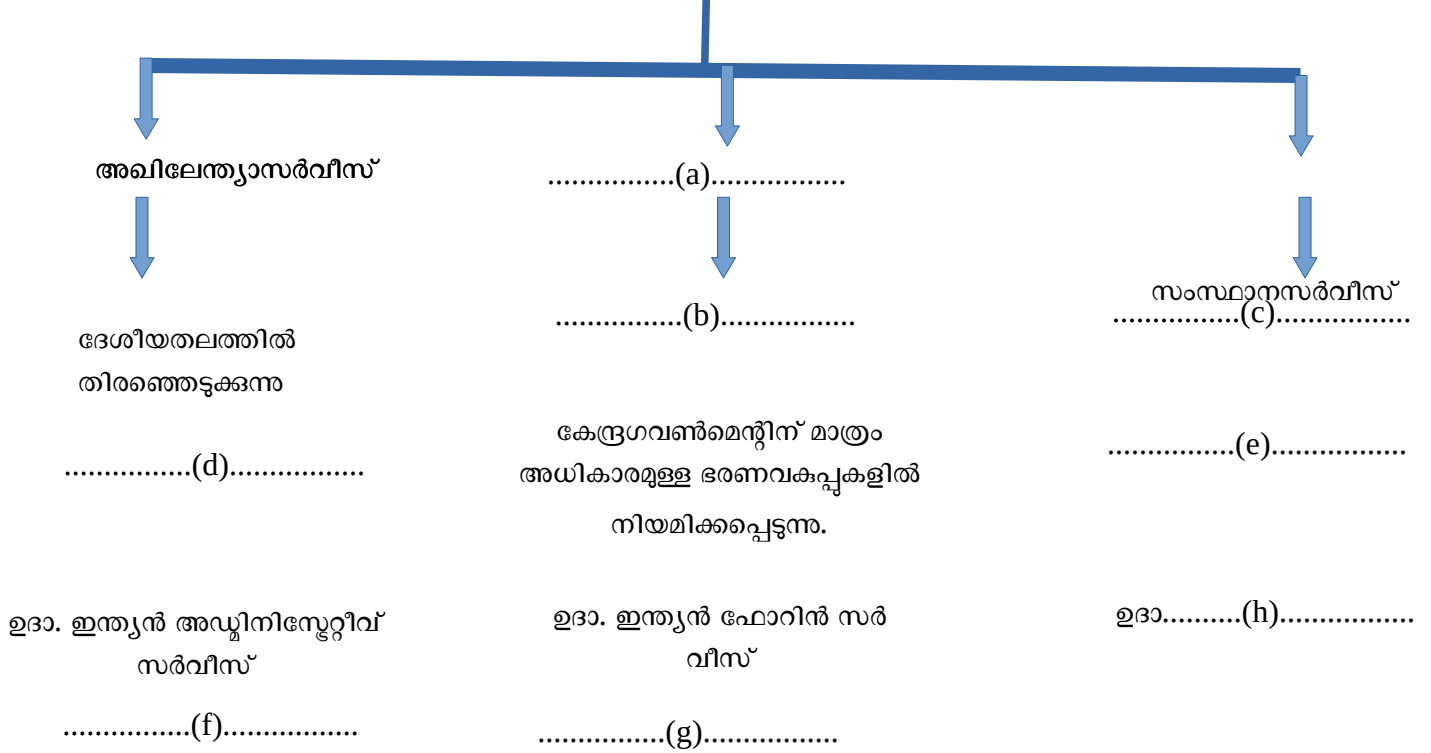 അഖിലേന്ത്യാസർവീസ്
................(a).................
സംസ്ഥാനസർവീസ്
ദേശീയതലത്തിൽ
തിരഞ്ഞെടുക്കുന്നു
................(b).................
................(c).................
................(d).................
കേന്ദ്രഗവൺമെന്റിന് മാത്രം
അധികാരമുള്ള ഭരണവകുപ്പുകളിൽ
നിയമിക്കപ്പെടുന്നു.
................(e).................
ഉദാ. ഇന്ത്യൻ അഡ്മിനിസ്ട്രേറ്റീവ്
സർവീസ്
ഉദാ. ഇന്ത്യൻ ഫോറിൻ സർ
വീസ്
ഉദാ..........(h).................
................(f).................
................(g).................